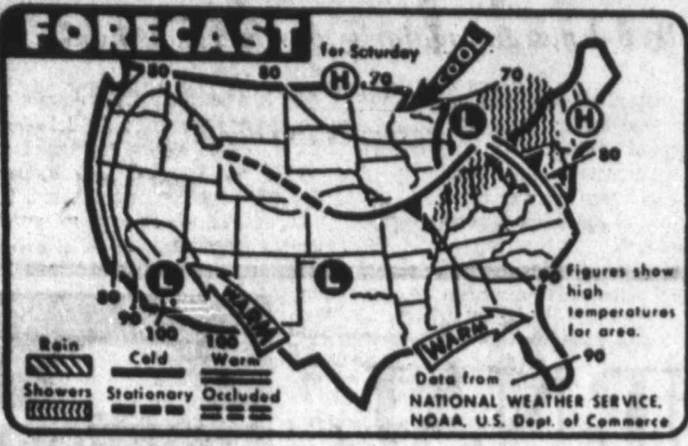 FORECAST
for Saturday
COOL
80
80
H
70
70
L
H
80
L
L
WARM
80
90
100
100
Figures show
high
temperatures
for area.
WARM
90
Rain
Cold
Warm
Showers
Stationary
Occluded
Data from
NATIONAL WEATHER SERVICE,
NOAA, U.S. Dept. of Commerce